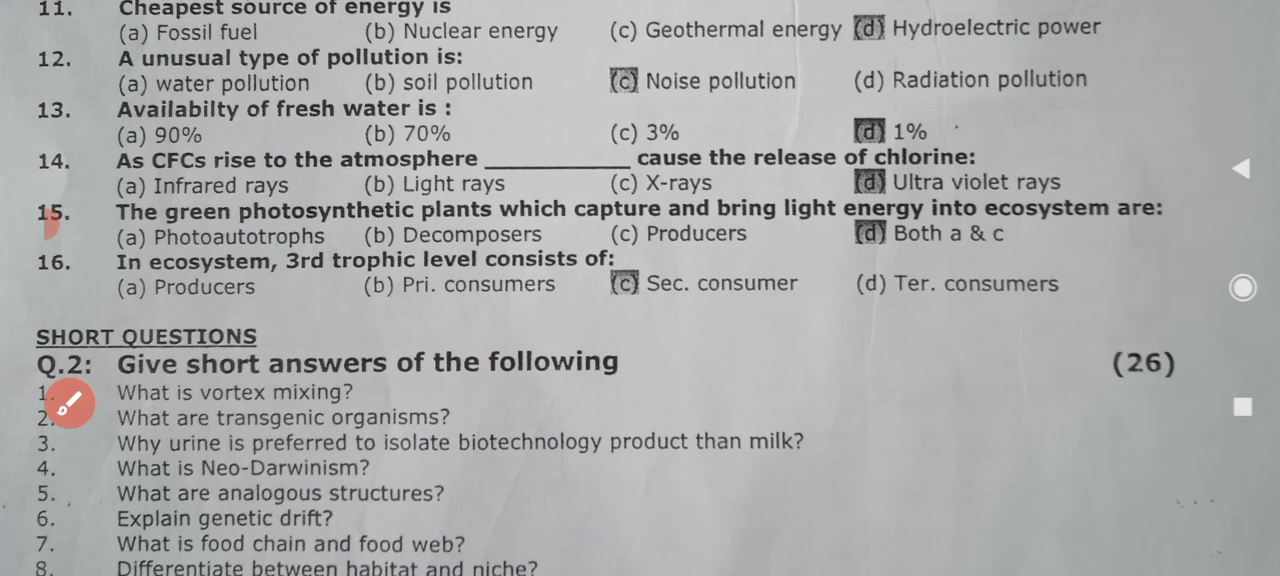 11. Cheapest source of energy is
(a) Fossil fuel (b) Nuclear energy (c) Geothermal energy (d) Hydroelectric power
12. A unusual type of pollution is:
(a) water pollution (b) soil pollution (c) Noise pollution (d) Radiation pollution
13. Availabilty of fresh water is :
(a) 90% (b) 70% (c) 3% (d) 1%
14. As CFCs rise to the atmosphere ____________ cause the release of chlorine:
(a) Infrared rays (b) Light rays (c) X-rays (d) Ultra violet rays
15. The green photosynthetic plants which capture and bring light energy into ecosystem are:
(a) Photoautotrophs (b) Decomposers (c) Producers (d) Both a & c
16. In ecosystem, 3rd trophic level consists of:
(a) Producers (b) Pri. consumers (c) Sec. consumer (d) Ter. consumers
SHORT QUESTIONS
Q.2: Give short answers of the following (26)
1. What is vortex mixing?
2. What are transgenic organisms?
3. Why urine is preferred to isolate biotechnology product than milk?
4. What is Neo-Darwinism?
5. What are analogous structures?
6. Explain genetic drift?
7. What is food chain and food web?
8. Differentiate between habitat and niche?